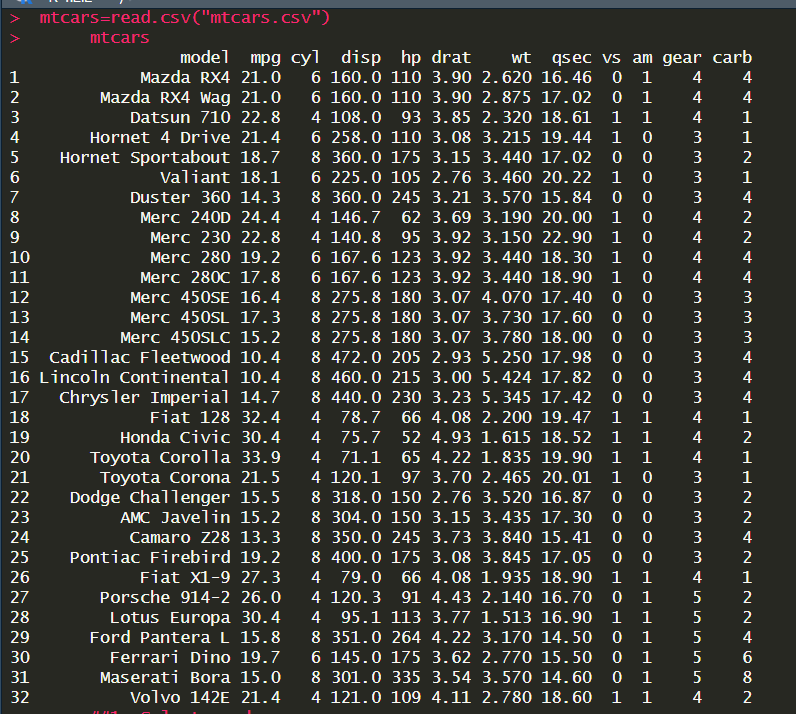 > mtcars=read.csv("mtcars.csv")
> mtcars
model mpg cyl disp hp drat wt qsec vs am gear carb
1 Mazda RX4 21.0 6 160.0 110 3.90 2.620 16.46 0 1 4 4
2 Mazda RX4 Wag 21.0 6 160.0 110 3.90 2.875 17.02 0 1 4 4
3 Datsun 710 22.8 4 108.0 93 3.85 2.320 18.61 1 1 4 1
4 Hornet 4 Drive 21.4 6 258.0 110 3.08 3.215 19.44 1 0 3 1
5 Hornet Sportabout 18.7 8 360.0 175 3.15 3.440 17.02 0 0 3 2
6 Valiant 18.1 6 225.0 105 2.76 3.460 20.22 1 0 3 1
7 Duster 360 14.3 8 360.0 245 3.21 3.570 15.84 0 0 3 4
8 Merc 240D 24.4 4 146.7 62 3.69 3.190 20.00 1 0 4 2
9 Merc 230 22.8 4 140.8 95 3.92 3.150 22.90 1 0 4 2
10 Merc 280 19.2 6 167.6 123 3.92 3.440 18.30 1 0 4 4
11 Merc 280C 17.8 6 167.6 123 3.92 3.440 18.90 1 0 4 4
12 Merc 450SE 16.4 8 275.8 180 3.07 4.070 17.40 0 0 3 3
13 Merc 450SL 17.3 8 275.8 180 3.07 3.730 17.60 0 0 3 3
14 Merc 450SLC 15.2 8 275.8 180 3.07 3.780 18.00 0 0 3 3
15 Cadillac Fleetwood 10.4 8 472.0 205 2.93 5.250 17.98 0 0 3 4
16 Lincoln Continental 10.4 8 460.0 215 3.00 5.424 17.82 0 0 3 4
17 Chrysler Imperial 14.7 8 440.0 230 3.23 5.345 17.42 0 0 3 4
18 Fiat 128 32.4 4 78.7 66 4.08 2.200 19.47 1 1 4 1
19 Honda Civic 30.4 4 75.7 52 4.93 1.615 18.52 1 1 4 2
20 Toyota Corolla 33.9 4 71.1 65 4.22 1.835 19.90 1 1 4 1
21 Toyota Corona 21.5 4 120.1 97 3.70 2.465 20.01 1 0 3 1
22 Dodge Challenger 15.5 8 318.0 150 2.76 3.520 16.87 0 0 3 2
23 AMC Javelin 15.2 8 304.0 150 3.15 3.435 17.30 0 0 3 2
24 Camaro Z28 13.3 8 350.0 245 3.73 3.840 15.41 0 0 3 4
25 Pontiac Firebird 19.2 8 400.0 175 3.08 3.845 17.05 0 0 3 2
26 Fiat X1-9 27.3 4 79.0 66 4.08 1.935 18.90 1 1 4 1
27 Porsche 914-2 26.0 4 120.3 91 4.43 2.140 16.70 0 1 5 2
28 Lotus Europa 30.4 4 95.1 113 3.77 1.513 16.90 1 1 5 2
29 Ford Pantera L 15.8 8 351.0 264 4.22 3.170 14.50 0 1 5 4
30 Ferrari Dino 19.7 6 145.0 175 3.62 2.770 15.50 0 1 5 6
31 Maserati Bora 15.0 8 301.0 335 3.54 3.570 14.60 0 1 5 8
32 Volvo 142E 21.4 4 121.0 109 4.11 2.780 18.60 1 1 4 2